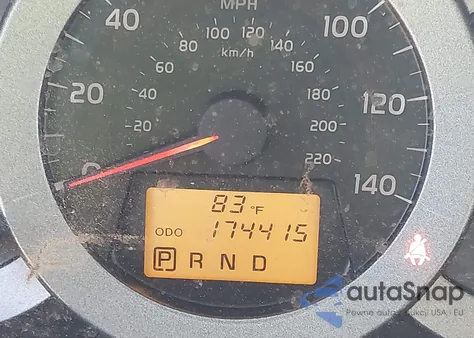 MPH
40 100
80 100 120 140
km/h
60 160
20 40 180 120
20 200
220
0 140
83 °F
ODO 174415
P R N D
autoSnap
Pewne auta z aukcji USA i EU